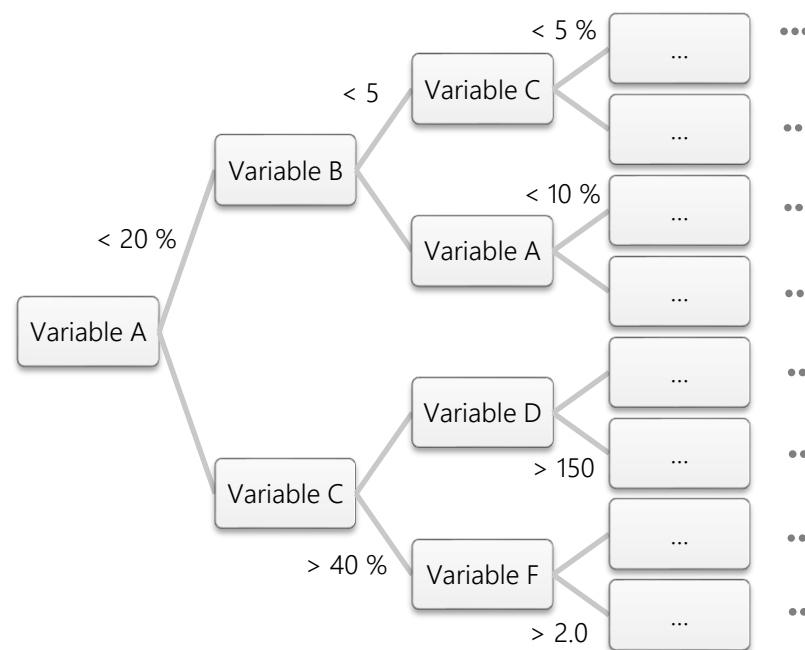 < 5 %
...
< 5
Variable C
...
Variable B
< 10 %
...
< 20 %
Variable A
...
Variable A
...
Variable D
...
> 150
Variable C
...
> 40 %
Variable F
...
> 2.0